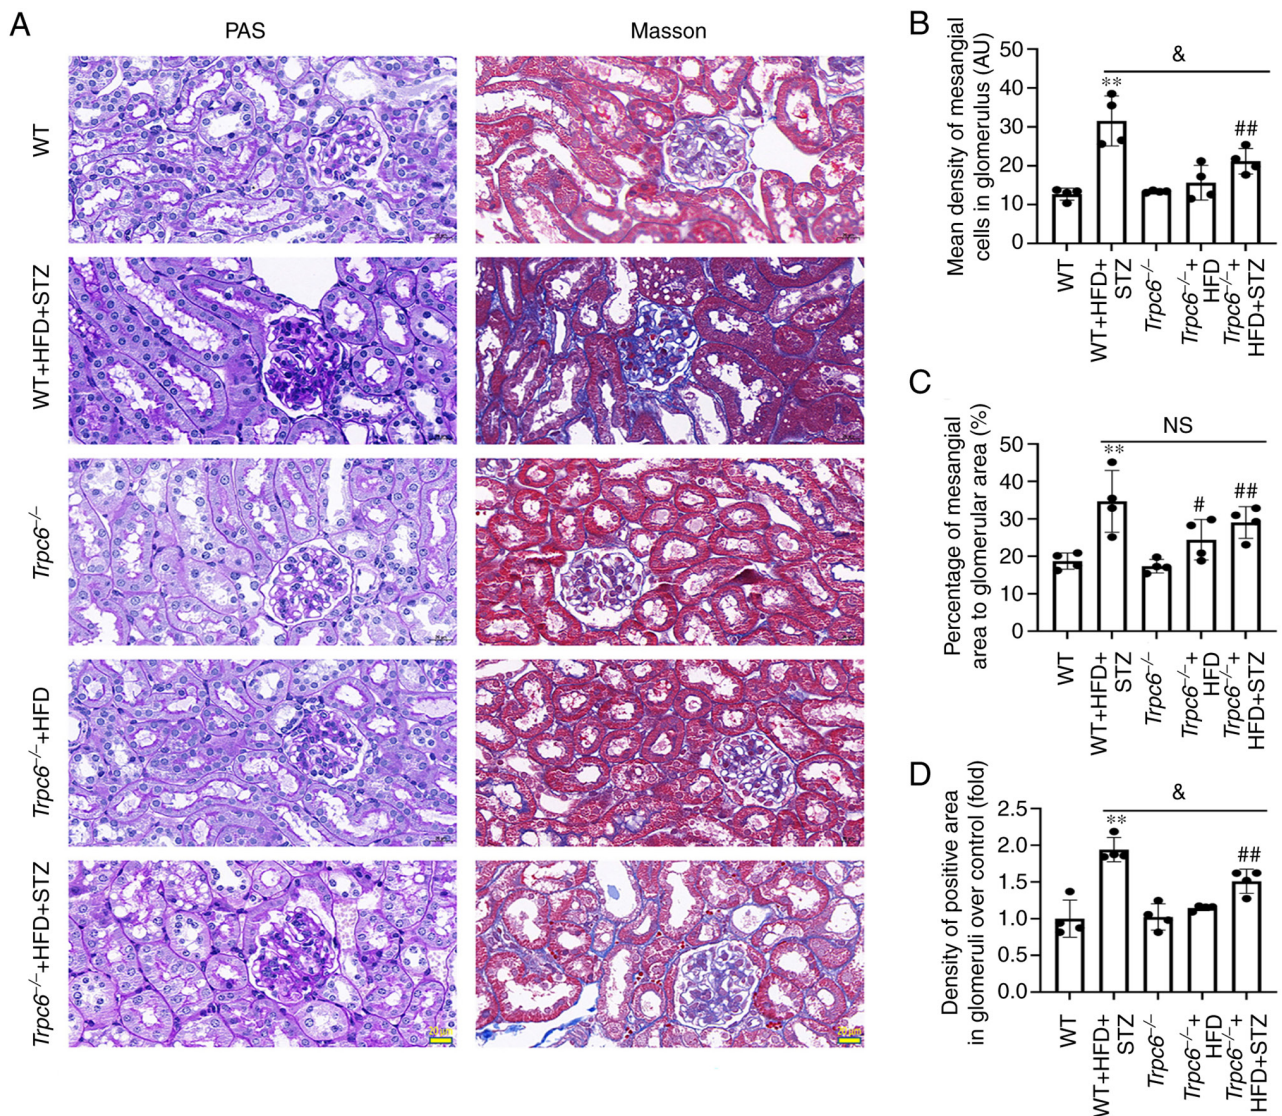 A
PAS
Masson
WT
WT+HFD+STZ
Trpc6⁻/⁻
Trpc6⁻/⁻+HFD
Trpc6⁻/⁻+HFD+STZ
20 μm
B
Mean density of mesangial
cells in glomerulus (AU)
50
40
30
20
10
0
&
**
##
WT
WT+HFD+
STZ
Trpc6⁻/⁻
Trpc6⁻/⁻+
HFD
Trpc6⁻/⁻+
HFD+STZ
C
Percentage of mesangial
area to glomerular area (%)
50
40
30
20
10
0
NS
**
#
##
WT
WT+HFD+
STZ
Trpc6⁻/⁻
Trpc6⁻/⁻+
HFD
Trpc6⁻/⁻+
HFD+STZ
D
Density of positive area
in glomeruli over control (fold)
2.5
2.0
1.5
1.0
0.5
0.0
&
**
##
WT
WT+HFD+
STZ
Trpc6⁻/⁻
Trpc6⁻/⁻+
HFD
Trpc6⁻/⁻+
HFD+STZ